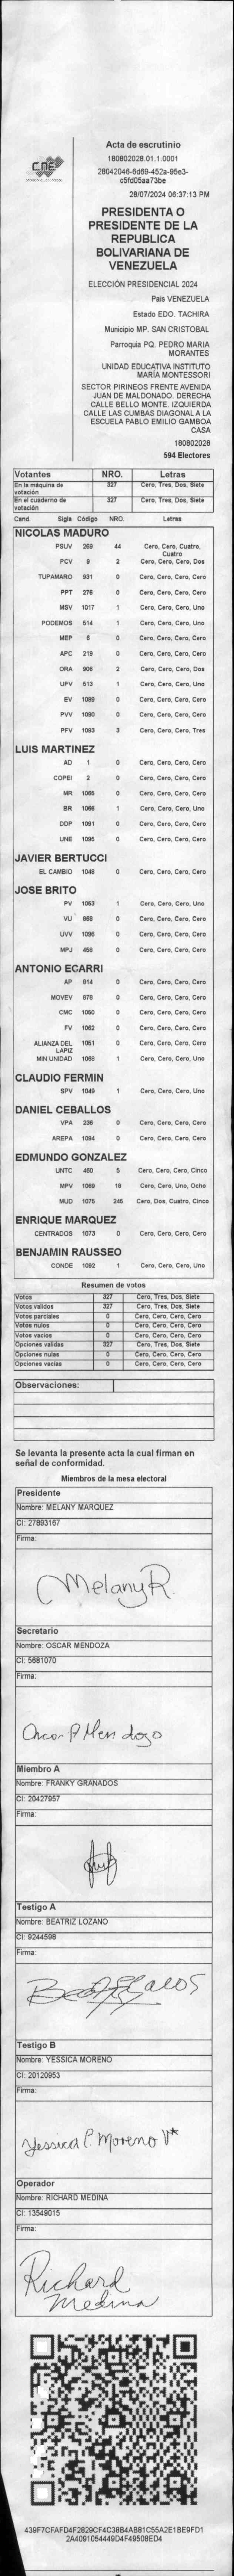 CNE
Acta de escrutinio
180802028.01.1.0001
28042046-6d69-452a-95e3-
c5fd05aa73be
28/07/2024 06:37:13 PM
PRESIDENTA O
PRESIDENTE DE LA
REPUBLICA
BOLIVARIANA DE
VENEZUELA
ELECCIÓN PRESIDENCIAL 2024
País VENEZUELA
Estado EDO. TACHIRA
Municipio MP. SAN CRISTOBAL
Parroquia PQ. PEDRO MARIA
MORANTES
UNIDAD EDUCATIVA INSTITUTO
MARÍA MONTESSORI
SECTOR PIRINEOS FRENTE AVENIDA
JUAN DE MALDONADO. DERECHA
CALLE BELLO MONTE. IZQUIERDA
CALLE LAS CUMBAS DIAGONAL A LA
ESCUELA PABLO EMILIO GAMBOA
CASA
180802028
594 Electores
Votantes NRO. Letras
En la máquina de votación 327 Cero, Tres, Dos, Siete
En el cuaderno de votación 327 Cero, Tres, Dos, Siete
Cand. Sigla Código NRO. Letras
NICOLAS MADURO
PSUV 269 44 Cero, Cero, Cuatro, Cuatro
PCV 9 2 Cero, Cero, Cero, Dos
TUPAMARO 931 0 Cero, Cero, Cero, Cero
PPT 276 0 Cero, Cero, Cero, Cero
MSV 1017 1 Cero, Cero, Cero, Uno
PODEMOS 514 1 Cero, Cero, Cero, Uno
MEP 6 0 Cero, Cero, Cero, Cero
APC 219 0 Cero, Cero, Cero, Cero
ORA 906 2 Cero, Cero, Cero, Dos
UPV 513 1 Cero, Cero, Cero, Uno
EV 1089 0 Cero, Cero, Cero, Cero
PVV 1090 0 Cero, Cero, Cero, Cero
PFV 1093 3 Cero, Cero, Cero, Tres
LUIS MARTINEZ
AD 1 0 Cero, Cero, Cero, Cero
COPEI 2 0 Cero, Cero, Cero, Cero
MR 1065 0 Cero, Cero, Cero, Cero
BR 1066 1 Cero, Cero, Cero, Uno
DDP 1091 0 Cero, Cero, Cero, Cero
UNE 1095 0 Cero, Cero, Cero, Cero
JAVIER BERTUCCI
EL CAMBIO 1048 0 Cero, Cero, Cero, Cero
JOSE BRITO
PV 1053 1 Cero, Cero, Cero, Uno
VU 868 0 Cero, Cero, Cero, Cero
UVV 1096 0 Cero, Cero, Cero, Cero
MPJ 458 0 Cero, Cero, Cero, Cero
ANTONIO ECARRI
AP 914 0 Cero, Cero, Cero, Cero
MOVEV 878 0 Cero, Cero, Cero, Cero
CMC 1050 0 Cero, Cero, Cero, Cero
FV 1062 0 Cero, Cero, Cero, Cero
ALIANZA DEL LAPIZ 1051 0 Cero, Cero, Cero, Cero
MIN UNIDAD 1068 1 Cero, Cero, Cero, Uno
CLAUDIO FERMIN
SPV 1049 1 Cero, Cero, Cero, Uno
DANIEL CEBALLOS
VPA 236 0 Cero, Cero, Cero, Cero
AREPA 1094 0 Cero, Cero, Cero, Cero
EDMUNDO GONZALEZ
UNTC 460 5 Cero, Cero, Cero, Cinco
MPV 1069 18 Cero, Cero, Uno, Ocho
MUD 1075 245 Cero, Dos, Cuatro, Cinco
ENRIQUE MARQUEZ
CENTRADOS 1073 0 Cero, Cero, Cero, Cero
BENJAMIN RAUSSEO
CONDE 1092 1 Cero, Cero, Cero, Uno
Resumen de votos
Votos 327 Cero, Tres, Dos, Siete
Votos validos 327 Cero, Tres, Dos, Siete
Votos parciales 0 Cero, Cero, Cero, Cero
Votos nulos 0 Cero, Cero, Cero, Cero
Votos vacios 0 Cero, Cero, Cero, Cero
Opciones validas 327 Cero, Tres, Dos, Siete
Opciones nulas 0 Cero, Cero, Cero, Cero
Opciones vacias 0 Cero, Cero, Cero, Cero
Observaciones:
Se levanta la presente acta la cual firman en
señal de conformidad.
Miembros de la mesa electoral
Presidente
Nombre: MELANY MARQUEZ
CI: 27893167
Firma:
Melany R.
Secretario
Nombre: OSCAR MENDOZA
CI: 5681070
Firma:
Oscar A Mendoza
Miembro A
Nombre: FRANKY GRANADOS
CI: 20427957
Firma:
Testigo A
Nombre: BEATRIZ LOZANO
CI: 9244598
Firma:
Testigo B
Nombre: YESSICA MORENO
CI: 20120953
Firma:
Yessica P. Moreno V*
Operador
Nombre: RICHARD MEDINA
CI: 13549015
Firma:
Richard
Medina
439F7CFAFD4F2829CF4C38B4AB81C55A2E1BE9FD1
2A4091054449D4F49508ED4